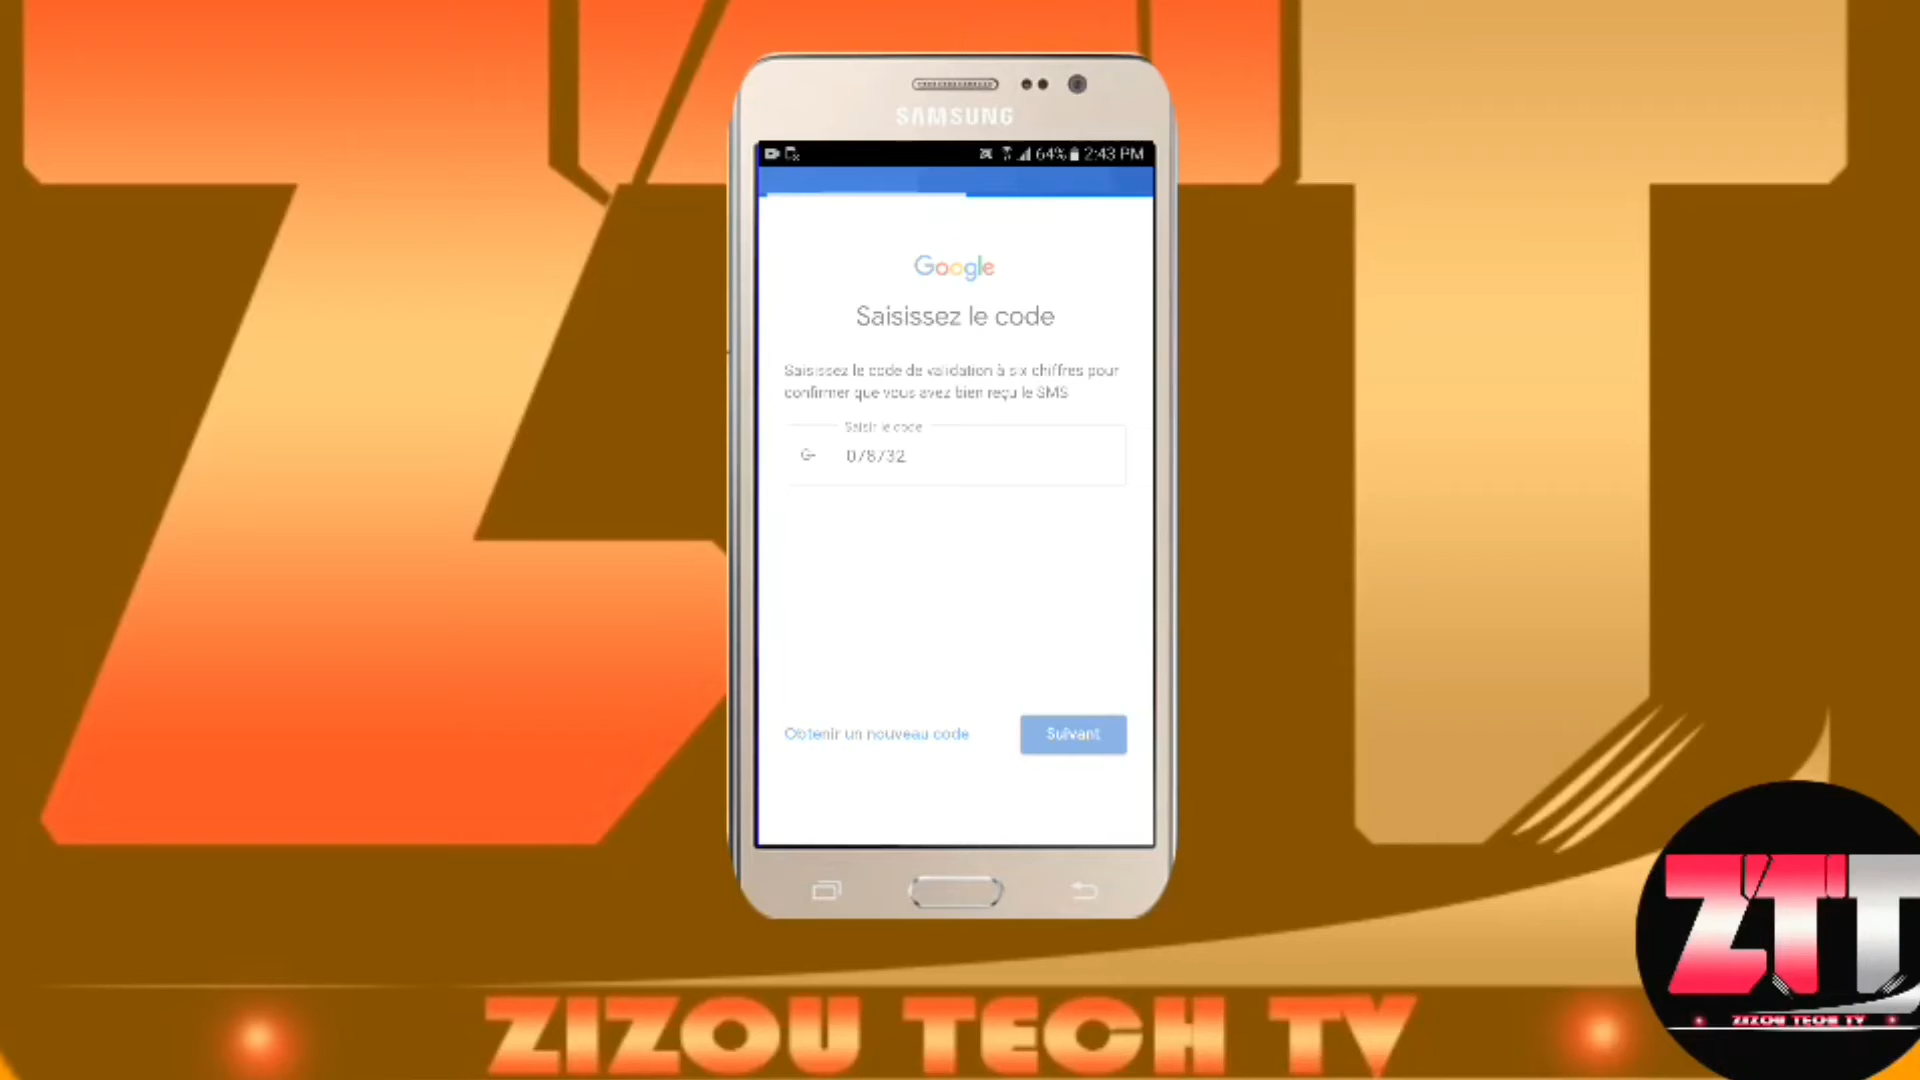 SAMSUNG
64% 2:43 PM
Google
Saisissez le code
Saisissez le code de validation à six chiffres pour
confirmer que vous avez bien reçu le SMS
Saisir le code
G- 078732
Obtenir un nouveau code
Suivant
ZTT
ZIZOU TECH TV
ZIZOU TECH TV